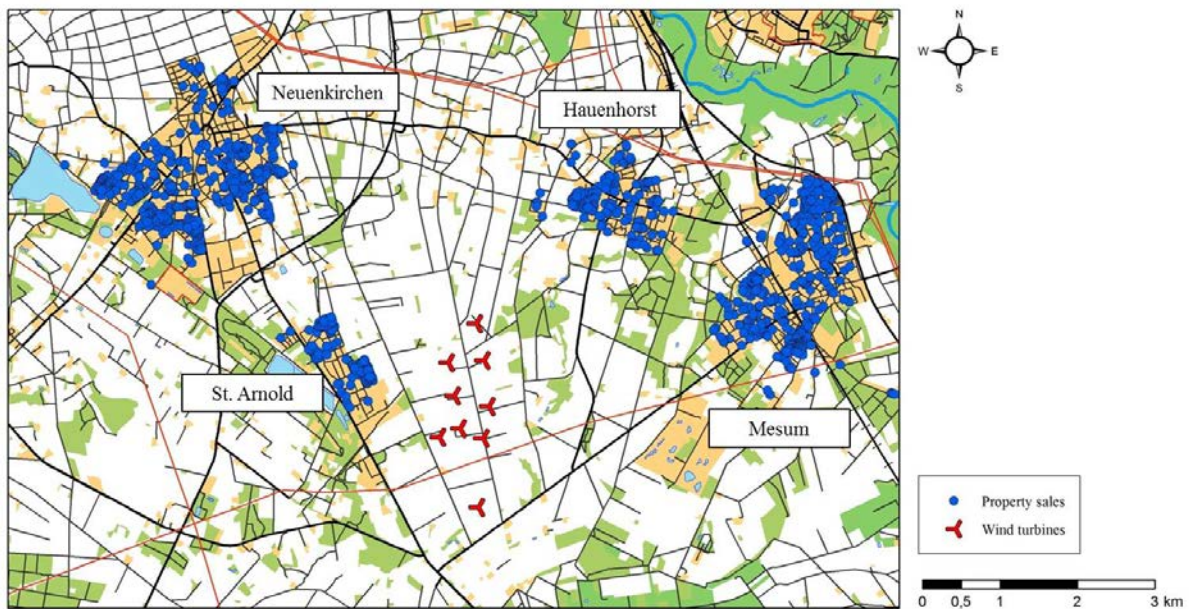 N
W E
S
Neuenkirchen
Hauenhorst
St. Arnold
Mesum
Property sales
Wind turbines
0 0,5 1 2 3 km